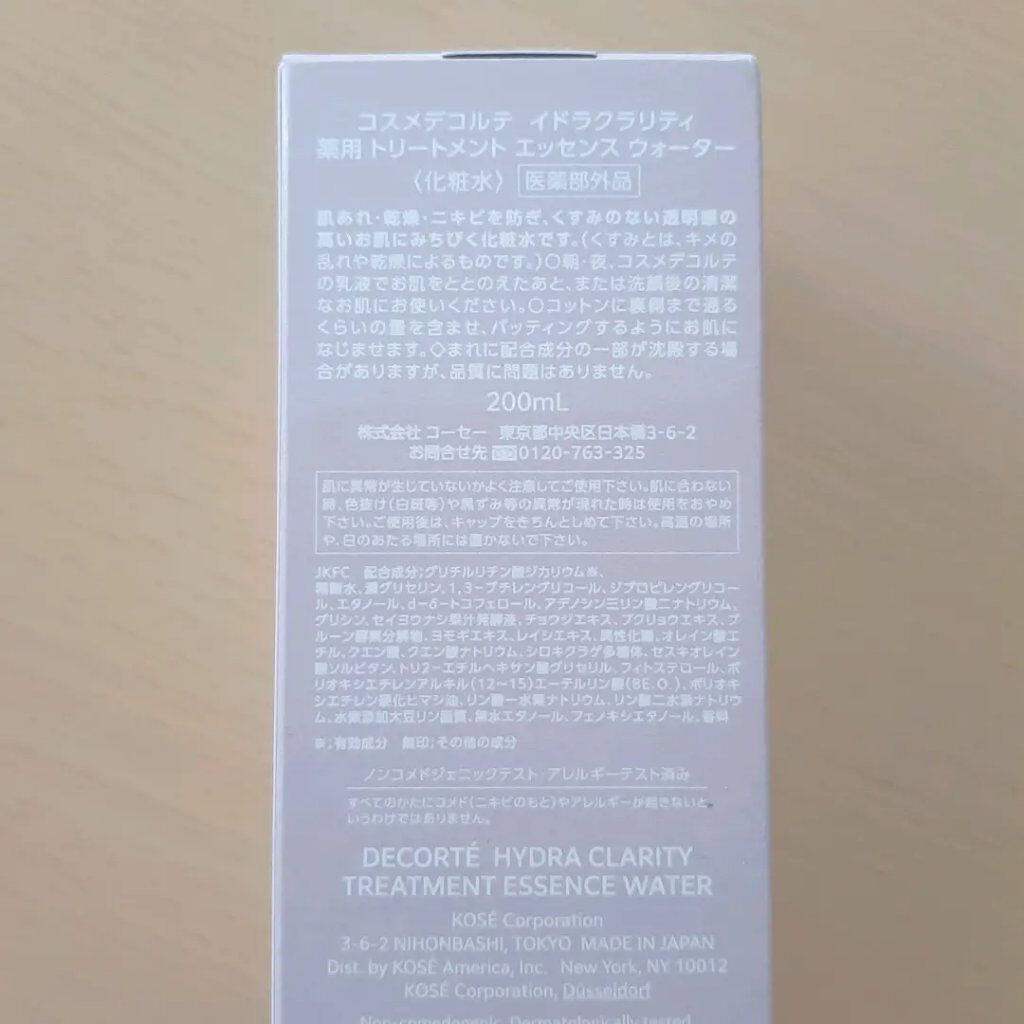 コスメデコルテ イドラクラリティ
薬用 トリートメント エッセンス ウォーター
〈化粧水〉 医薬部外品
肌あれ・乾燥・ニキビを防ぎ、くすみのない透明感の
高いお肌にみちびく化粧水です。(くすみとは、キメの
乱れや乾燥によるものです。)○朝・夜、コスメデコルテ
の乳液でお肌をととのえたあと、または洗顔後の清潔
なお肌にお使いください。○コットンに裏側まで通る
くらいの量を含ませ、パッティングするようにお肌に
なじませます。◇まれに配合成分の一部が沈殿する場
合がありますが、品質に問題はありません。
200mL
株式会社 コーセー 東京都中央区日本橋3-6-2
お問合せ先 0120-763-325
肌に異常が生じていないかよく注意してご使用下さい。肌に合わない
時、色抜け(白斑等)や黒ずみ等の異常が現れた時は使用をおやめ
下さい。ご使用後は、キャップをきちんとしめて下さい。高温の場所
や、日のあたる場所には置かないで下さい。
JKFC 配合成分;グリチルリチン酸ジカリウム※、
精製水、濃グリセリン、1,3-ブチレングリコール、ジプロピレングリコー
ル、エタノール、d-δ-トコフェロール、アデノシン三リン酸二ナトリウム、
グリシン、セイヨウナシ果汁発酵液、チョウジエキス、ブクリョウエキス、プ
ルーン酵素分解物、ヨモギエキス、レイシエキス、異性化糖、オレイン酸エ
チル、クエン酸、クエン酸ナトリウム、シロキクラゲ多糖体、セスキオレイン
酸ソルビタン、トリ2-エチルヘキサン酸グリセリル、フィトステロール、ポ
リオキシエチレンアルキル(12~15)エーテルリン酸(8E.O.)、ポリオキ
シエチレン硬化ヒマシ油、リン酸一水素ナトリウム、リン酸二水素ナトリウ
ム、水素添加大豆リン脂質、無水エタノール、フェノキシエタノール、香料
※;有効成分 無印;その他の成分
ノンコメドジェニックテスト・アレルギーテスト済み
すべてのかたにコメド(ニキビのもと)やアレルギーが起きないと
いうわけではありません。
DECORTÉ HYDRA CLARITY
TREATMENT ESSENCE WATER
KOSÉ Corporation
3-6-2 NIHONBASHI, TOKYO MADE IN JAPAN
Dist. by KOSÉ America, Inc. New York, NY 10012
KOSÉ Corporation, Düsseldorf
Non-comedogenic, Dermatologically tested